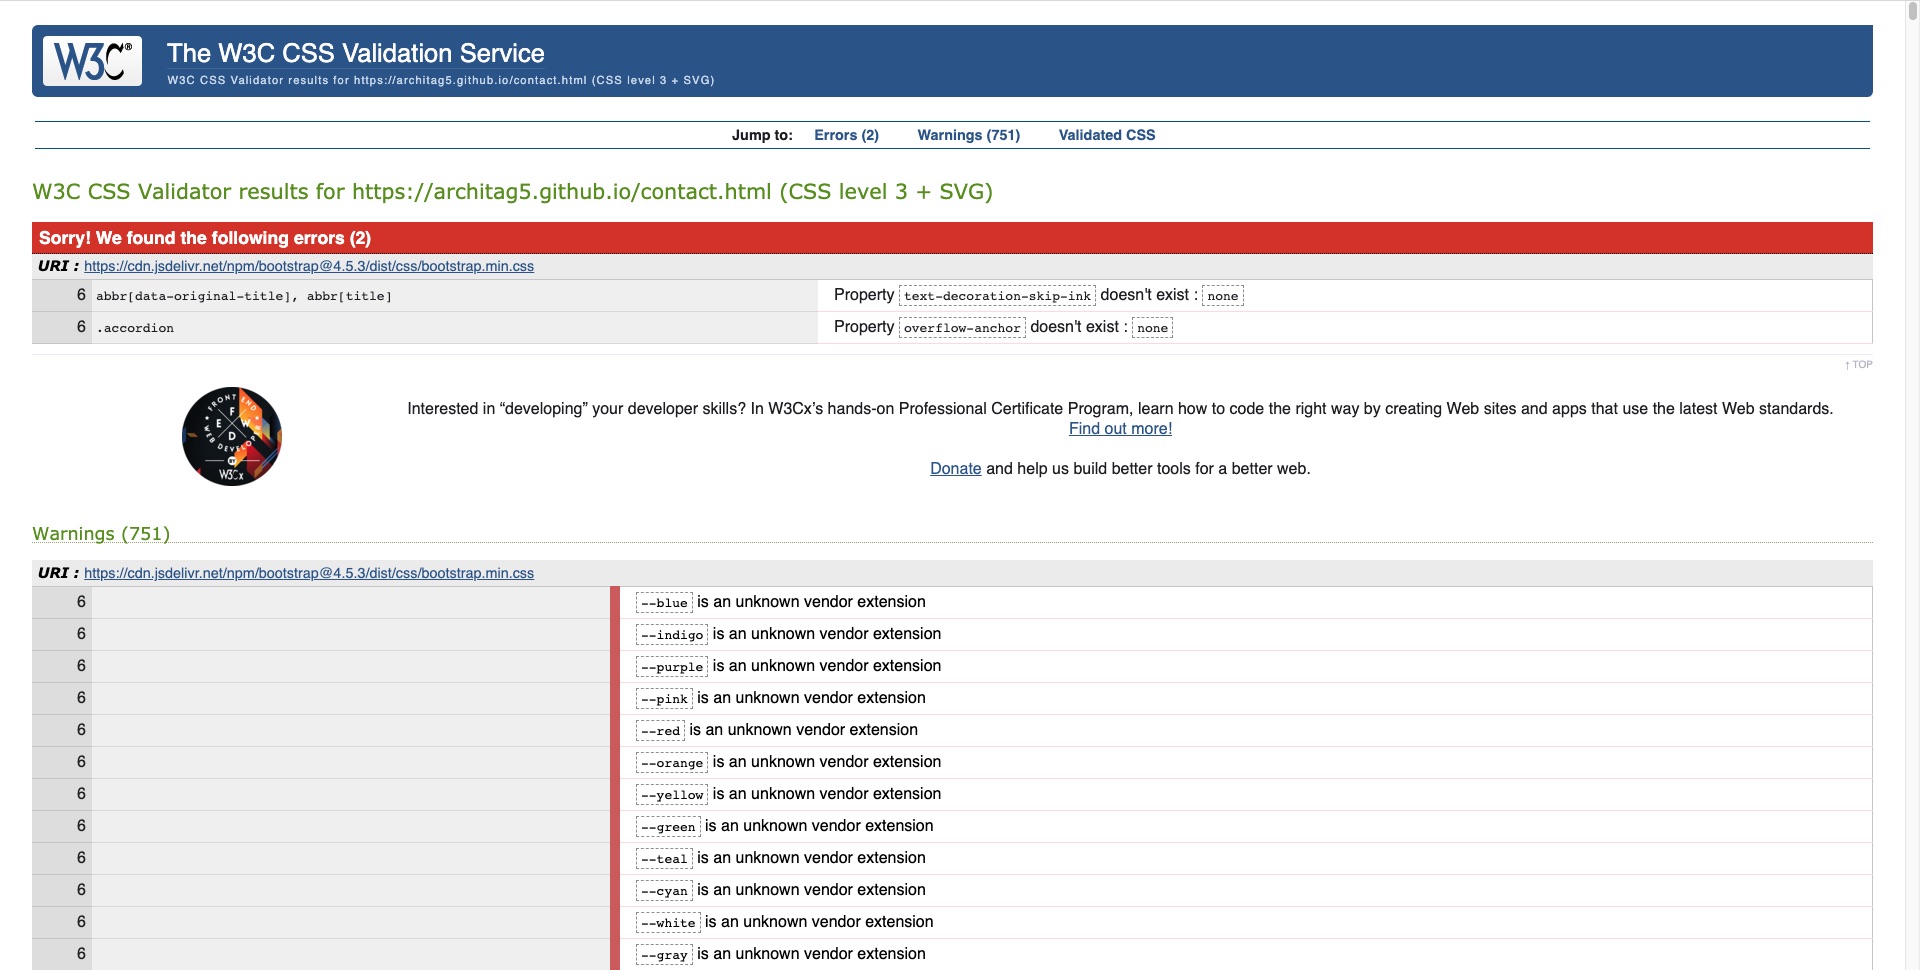 W3C®
The W3C CSS Validation Service
W3C CSS Validator results for https://architag5.github.io/contact.html (CSS level 3 + SVG)
Jump to: Errors (2) Warnings (751) Validated CSS
W3C CSS Validator results for https://architag5.github.io/contact.html (CSS level 3 + SVG)
Sorry! We found the following errors (2)
URI : https://cdn.jsdelivr.net/npm/bootstrap@4.5.3/dist/css/bootstrap.min.css
6 abbr[data-original-title], abbr[title] Property text-decoration-skip-ink doesn't exist : none
6 .accordion Property overflow-anchor doesn't exist : none
↑ TOP
FRONT END
F E W D
WEB DEVELOPER
BY
W3Cx
Interested in “developing” your developer skills? In W3Cx’s hands-on Professional Certificate Program, learn how to code the right way by creating Web sites and apps that use the latest Web standards.
Find out more!
Donate and help us build better tools for a better web.
Warnings (751)
URI : https://cdn.jsdelivr.net/npm/bootstrap@4.5.3/dist/css/bootstrap.min.css
6 --blue is an unknown vendor extension
6 --indigo is an unknown vendor extension
6 --purple is an unknown vendor extension
6 --pink is an unknown vendor extension
6 --red is an unknown vendor extension
6 --orange is an unknown vendor extension
6 --yellow is an unknown vendor extension
6 --green is an unknown vendor extension
6 --teal is an unknown vendor extension
6 --cyan is an unknown vendor extension
6 --white is an unknown vendor extension
6 --gray is an unknown vendor extension